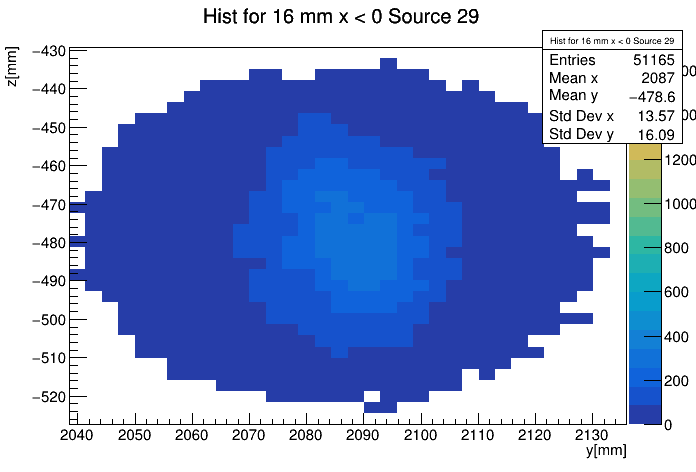 Hist for 16 mm x < 0 Source 29
z[mm]
−430
−440
−450
−460
−470
−480
−490
−500
−510
−520
2040 2050 2060 2070 2080 2090 2100 2110 2120 2130
y[mm]
Hist for 16 mm x < 0 Source 29
Entries 51165
Mean x 2087
Mean y −478.6
Std Dev x 13.57
Std Dev y 16.09
1200
1000
800
600
400
200
0